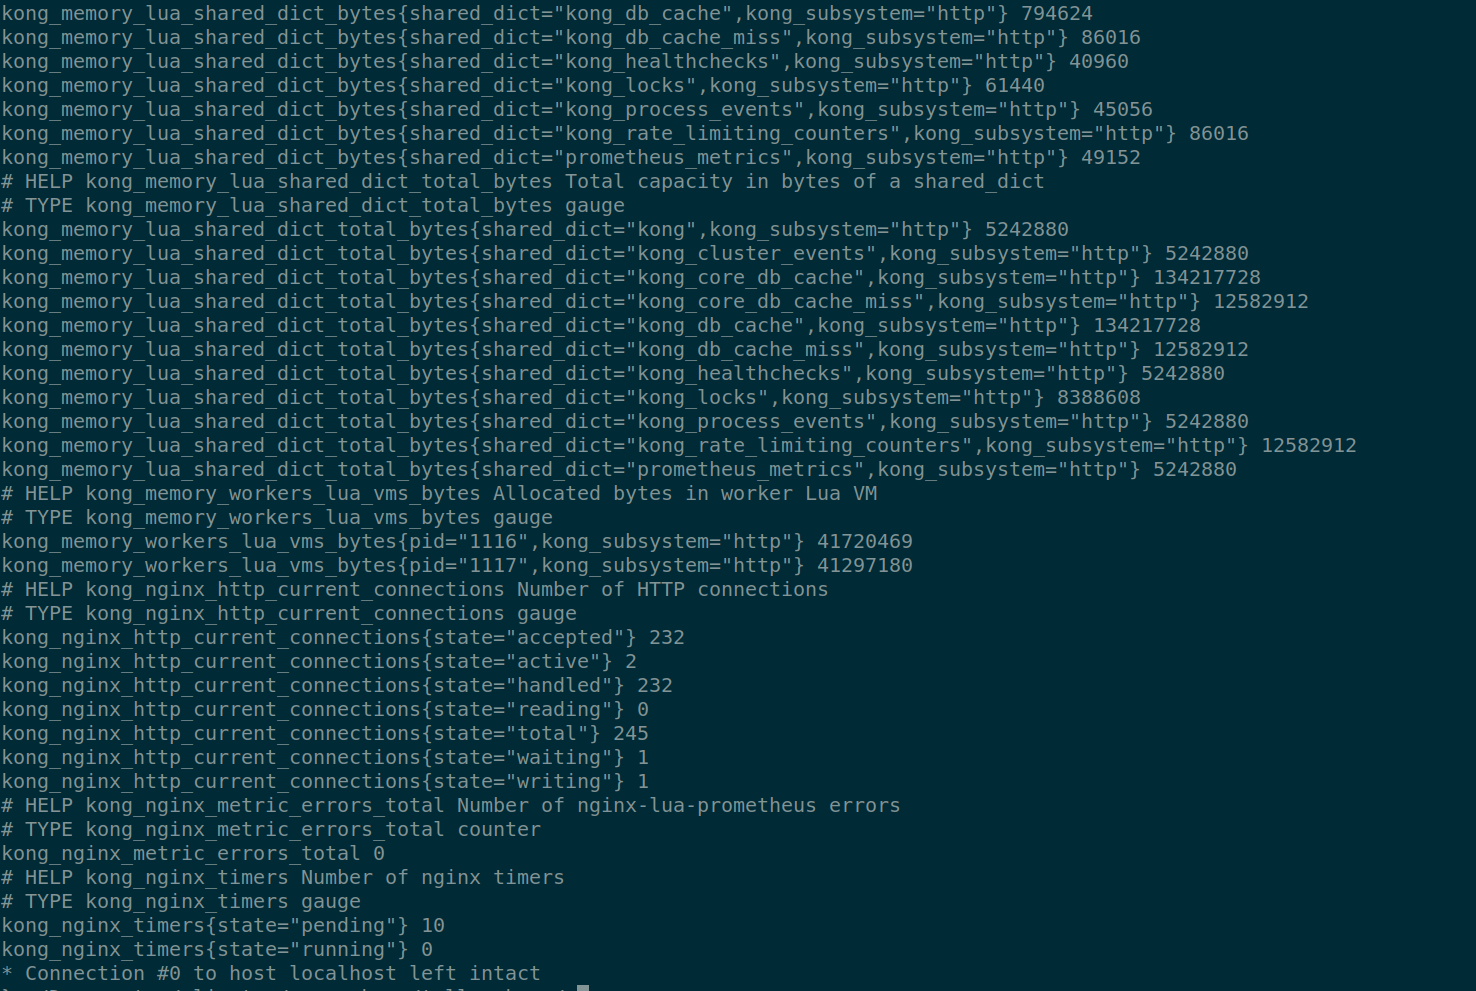 kong_memory_lua_shared_dict_bytes{shared_dict="kong_db_cache",kong_subsystem="http"} 794624
kong_memory_lua_shared_dict_bytes{shared_dict="kong_db_cache_miss",kong_subsystem="http"} 86016
kong_memory_lua_shared_dict_bytes{shared_dict="kong_healthchecks",kong_subsystem="http"} 40960
kong_memory_lua_shared_dict_bytes{shared_dict="kong_locks",kong_subsystem="http"} 61440
kong_memory_lua_shared_dict_bytes{shared_dict="kong_process_events",kong_subsystem="http"} 45056
kong_memory_lua_shared_dict_bytes{shared_dict="kong_rate_limiting_counters",kong_subsystem="http"} 86016
kong_memory_lua_shared_dict_bytes{shared_dict="prometheus_metrics",kong_subsystem="http"} 49152
# HELP kong_memory_lua_shared_dict_total_bytes Total capacity in bytes of a shared_dict
# TYPE kong_memory_lua_shared_dict_total_bytes gauge
kong_memory_lua_shared_dict_total_bytes{shared_dict="kong",kong_subsystem="http"} 5242880
kong_memory_lua_shared_dict_total_bytes{shared_dict="kong_cluster_events",kong_subsystem="http"} 5242880
kong_memory_lua_shared_dict_total_bytes{shared_dict="kong_core_db_cache",kong_subsystem="http"} 134217728
kong_memory_lua_shared_dict_total_bytes{shared_dict="kong_core_db_cache_miss",kong_subsystem="http"} 12582912
kong_memory_lua_shared_dict_total_bytes{shared_dict="kong_db_cache",kong_subsystem="http"} 134217728
kong_memory_lua_shared_dict_total_bytes{shared_dict="kong_db_cache_miss",kong_subsystem="http"} 12582912
kong_memory_lua_shared_dict_total_bytes{shared_dict="kong_healthchecks",kong_subsystem="http"} 5242880
kong_memory_lua_shared_dict_total_bytes{shared_dict="kong_locks",kong_subsystem="http"} 8388608
kong_memory_lua_shared_dict_total_bytes{shared_dict="kong_process_events",kong_subsystem="http"} 5242880
kong_memory_lua_shared_dict_total_bytes{shared_dict="kong_rate_limiting_counters",kong_subsystem="http"} 12582912
kong_memory_lua_shared_dict_total_bytes{shared_dict="prometheus_metrics",kong_subsystem="http"} 5242880
# HELP kong_memory_workers_lua_vms_bytes Allocated bytes in worker Lua VM
# TYPE kong_memory_workers_lua_vms_bytes gauge
kong_memory_workers_lua_vms_bytes{pid="1116",kong_subsystem="http"} 41720469
kong_memory_workers_lua_vms_bytes{pid="1117",kong_subsystem="http"} 41297180
# HELP kong_nginx_http_current_connections Number of HTTP connections
# TYPE kong_nginx_http_current_connections gauge
kong_nginx_http_current_connections{state="accepted"} 232
kong_nginx_http_current_connections{state="active"} 2
kong_nginx_http_current_connections{state="handled"} 232
kong_nginx_http_current_connections{state="reading"} 0
kong_nginx_http_current_connections{state="total"} 245
kong_nginx_http_current_connections{state="waiting"} 1
kong_nginx_http_current_connections{state="writing"} 1
# HELP kong_nginx_metric_errors_total Number of nginx-lua-prometheus errors
# TYPE kong_nginx_metric_errors_total counter
kong_nginx_metric_errors_total 0
# HELP kong_nginx_timers Number of nginx timers
# TYPE kong_nginx_timers gauge
kong_nginx_timers{state="pending"} 10
kong_nginx_timers{state="running"} 0
* Connection #0 to host localhost left intact